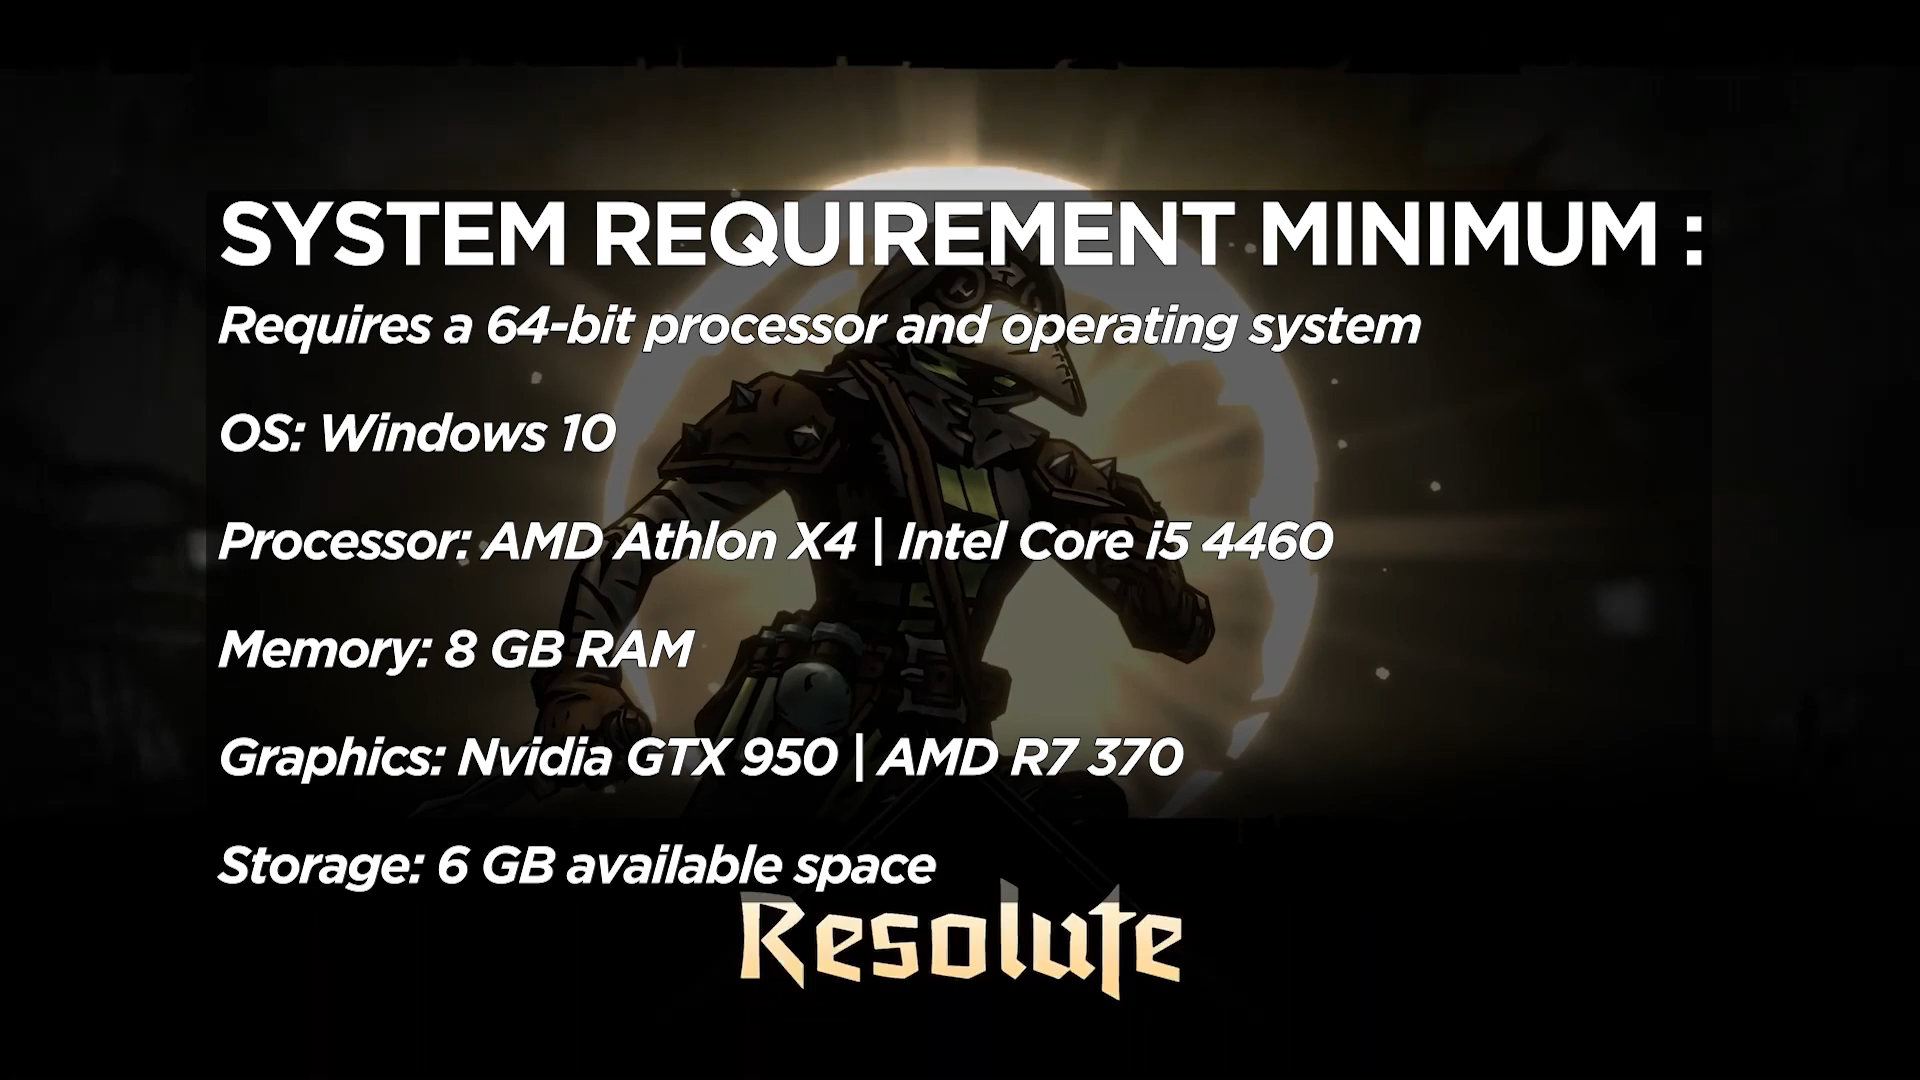 SYSTEM REQUIREMENT MINIMUM :
Requires a 64-bit processor and operating system
OS: Windows 10
Processor: AMD Athlon X4 | Intel Core i5 4460
Memory: 8 GB RAM
Graphics: Nvidia GTX 950 | AMD R7 370
Storage: 6 GB available space
Resolute